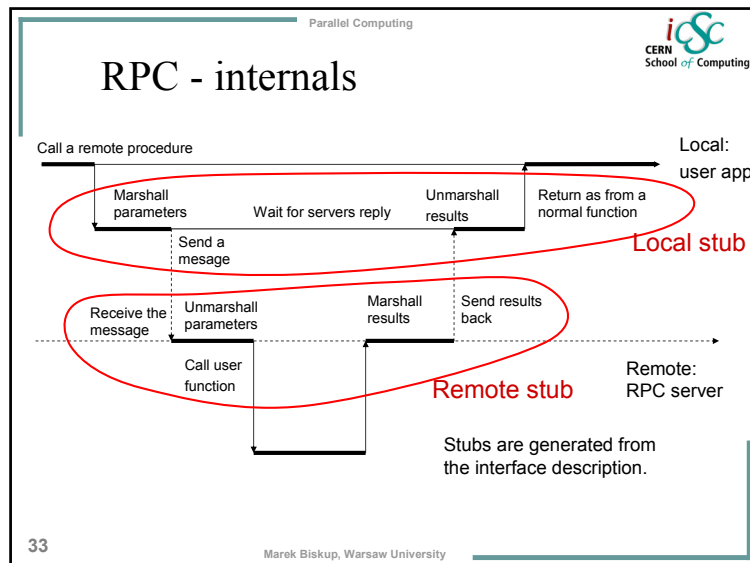 Parallel Computing
iCSC
CERN
School of Computing
RPC - internals
Call a remote procedure
Local:
user app
Marshall
parameters
Wait for servers reply
Unmarshall
results
Return as from a
normal function
Send a
message
Local stub
Receive the
message
Unmarshall
parameters
Marshall
results
Send results
back
Call user
function
Remote stub
Remote:
RPC server
Stubs are generated from
the interface description.
33
Marek Biskup, Warsaw University